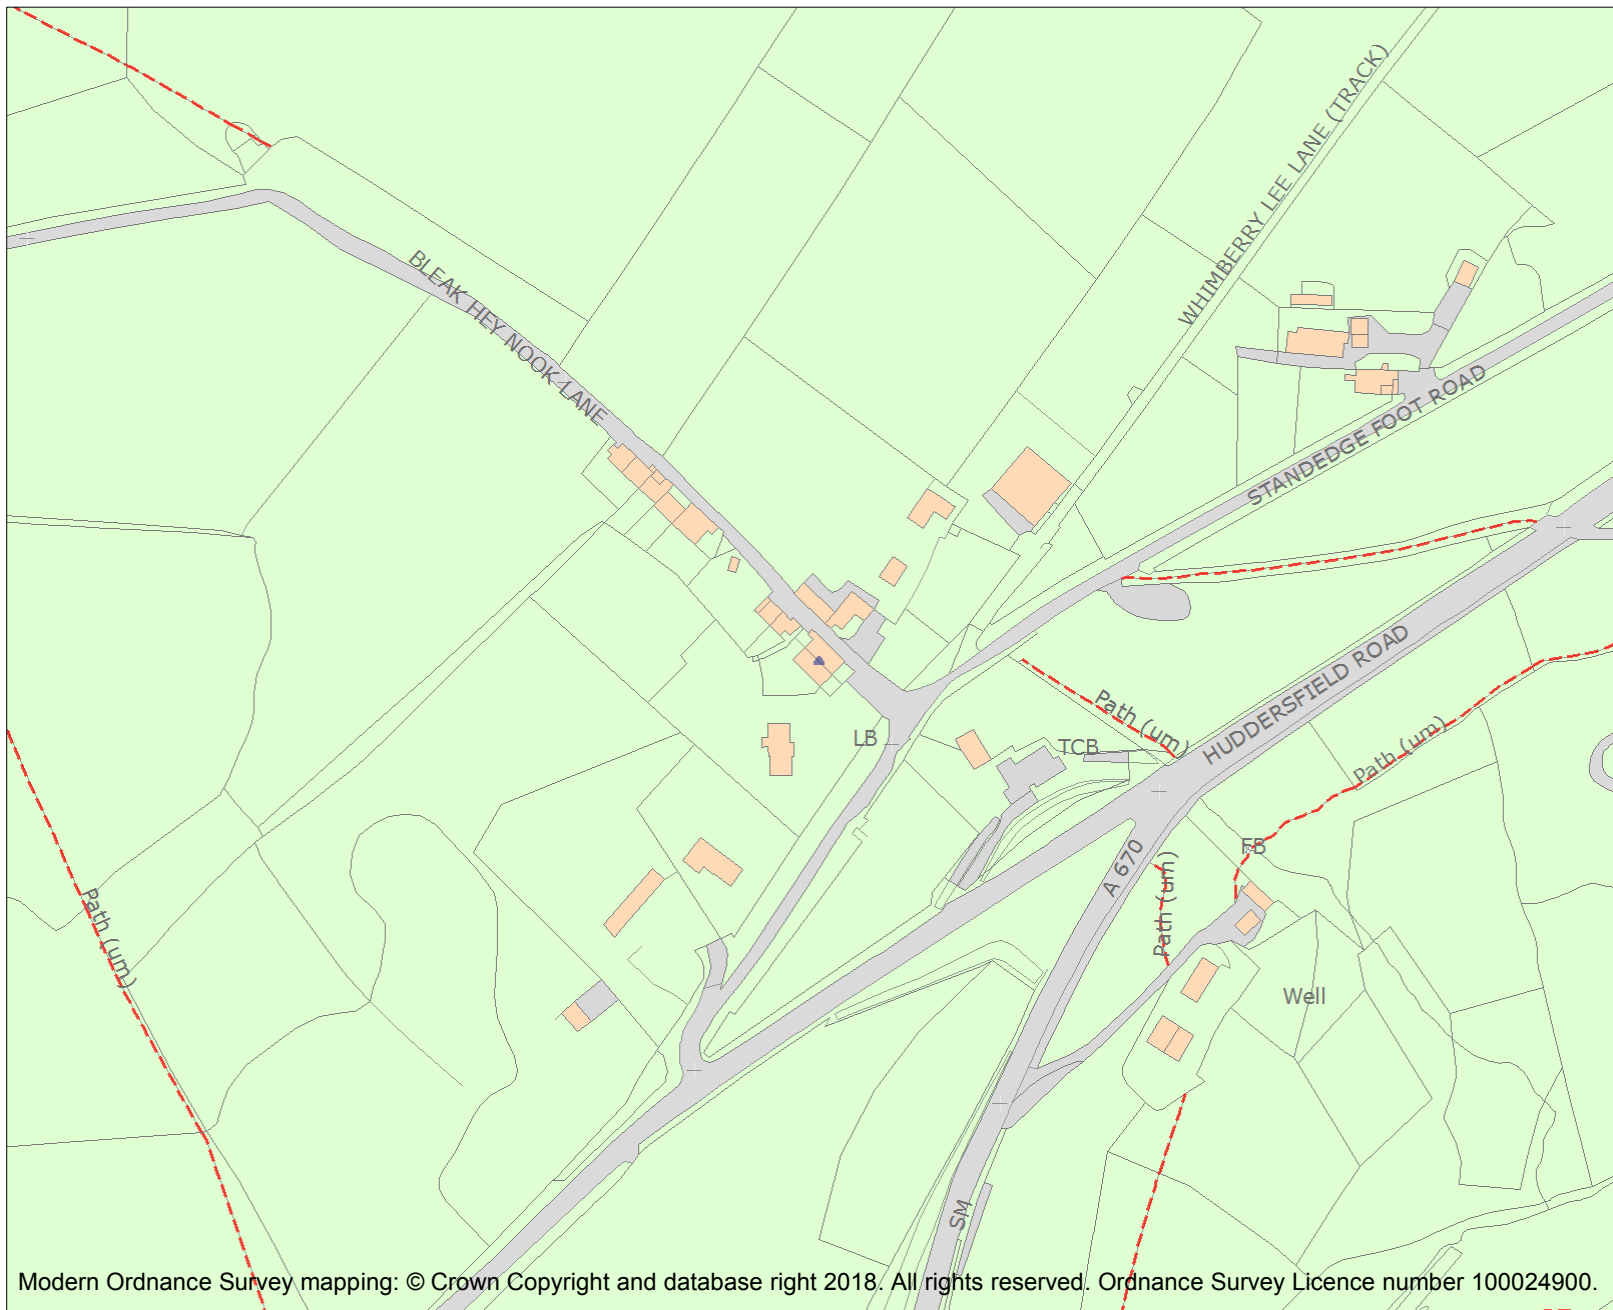 WHIMBERRY LEE LANE (TRACK)
BLEAK HEY NOOK LANE
STANDEDGE FOOT ROAD
HUDDERSFIELD ROAD
Path (um)
LB
TCB
Path (um)
A 670
FB
Path (um)
Path (um)
Well
SM
Modern Ordnance Survey mapping: © Crown Copyright and database right 2018. All rights reserved. Ordnance Survey Licence number 100024900.